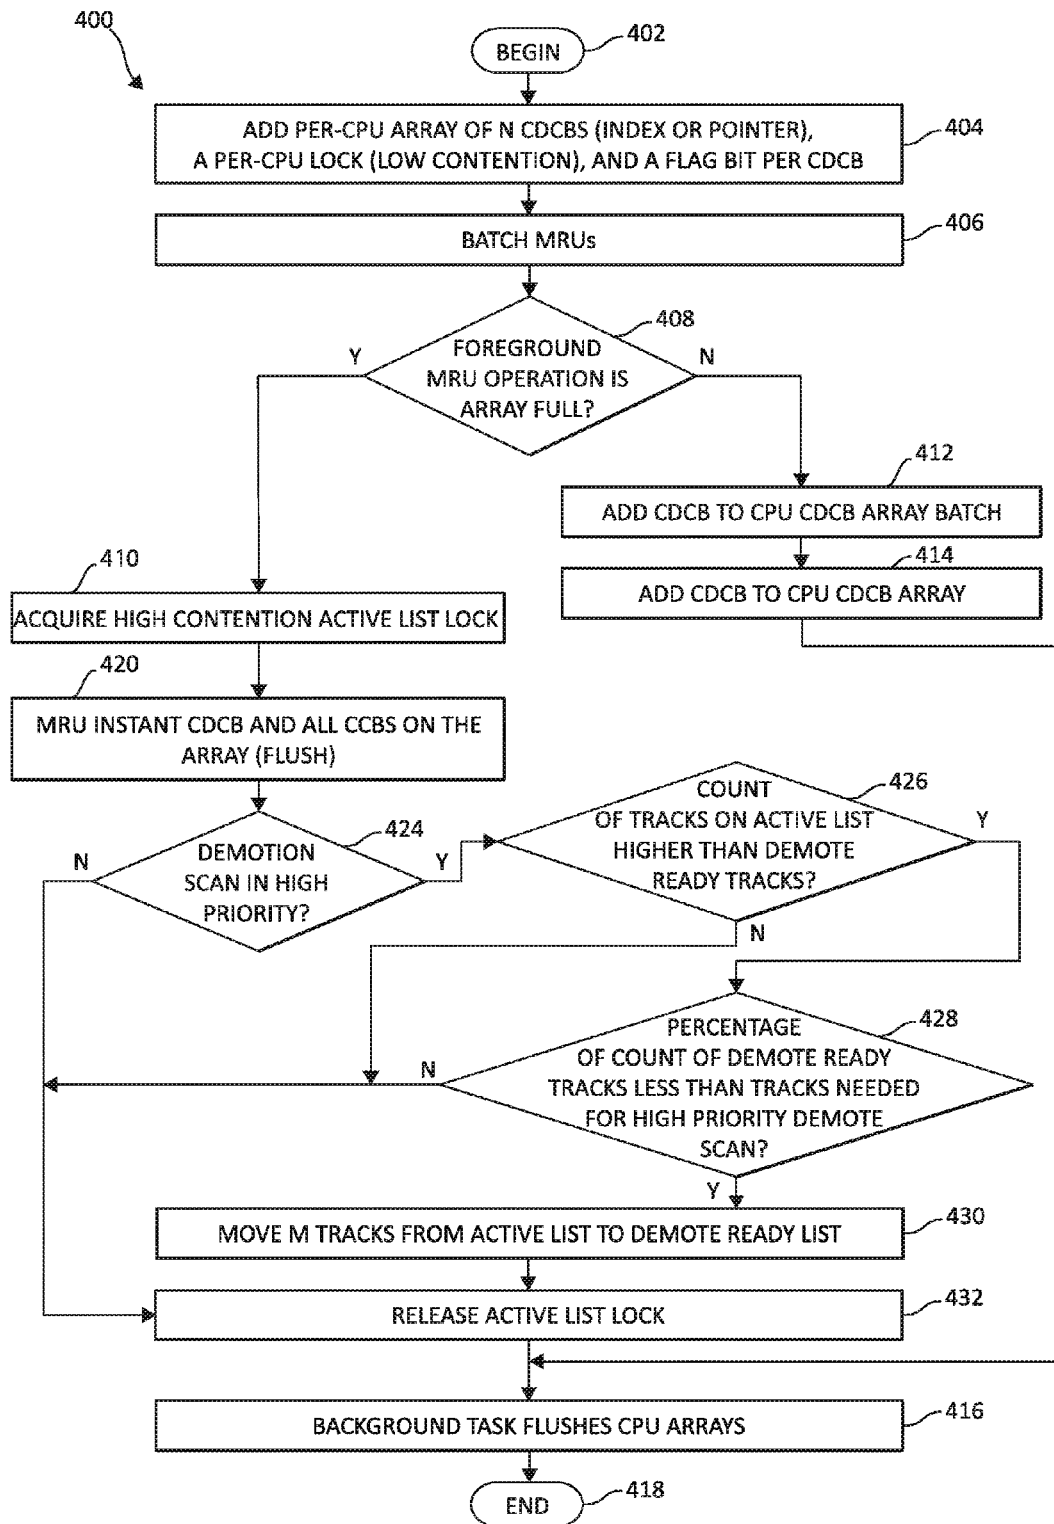 400
BEGIN
402
ADD PER-CPU ARRAY OF N CDCBS (INDEX OR POINTER),
A PER-CPU LOCK (LOW CONTENTION), AND A FLAG BIT PER CDCB
404
BATCH MRUs
406
FOREGROUND
MRU OPERATION IS
ARRAY FULL?
408
Y
N
412
ADD CDCB TO CPU CDCB ARRAY BATCH
414
ADD CDCB TO CPU CDCB ARRAY
410
ACQUIRE HIGH CONTENTION ACTIVE LIST LOCK
420
MRU INSTANT CDCB AND ALL CCBS ON THE
ARRAY (FLUSH)
424
DEMOTION
SCAN IN HIGH
PRIORITY?
N
Y
426
COUNT
OF TRACKS ON ACTIVE LIST
HIGHER THAN DEMOTE
READY TRACKS?
Y
N
428
PERCENTAGE
OF COUNT OF DEMOTE READY
TRACKS LESS THAN TRACKS NEEDED
FOR HIGH PRIORITY DEMOTE
SCAN?
N
Y
MOVE M TRACKS FROM ACTIVE LIST TO DEMOTE READY LIST
430
RELEASE ACTIVE LIST LOCK
432
BACKGROUND TASK FLUSHES CPU ARRAYS
416
END
418